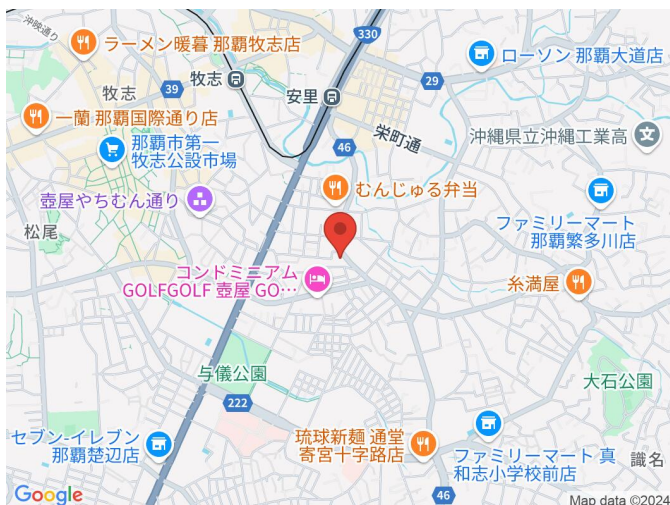 沖映通り
ラーメン暖暮 那覇牧志店
330
ローソン 那覇大道店
牧志
牧志
39
安里
29
一蘭 那覇国際通り店
栄町通
那覇市第一
牧志公設市場
46
沖縄県立沖縄工業高
むんじゅる弁当
壺屋やちむん通り
ファミリーマート
那覇繁多川店
松尾
コンドミニアム
GOLFGOLF 壺屋 GO…
糸満屋
与儀公園
大石公園
222
セブン-イレブン
那覇楚辺店
琉球新麺 通堂
寄宮十字路店
ファミリーマート 真
和志小学校前店
識名
46
Google
Map data ©2024